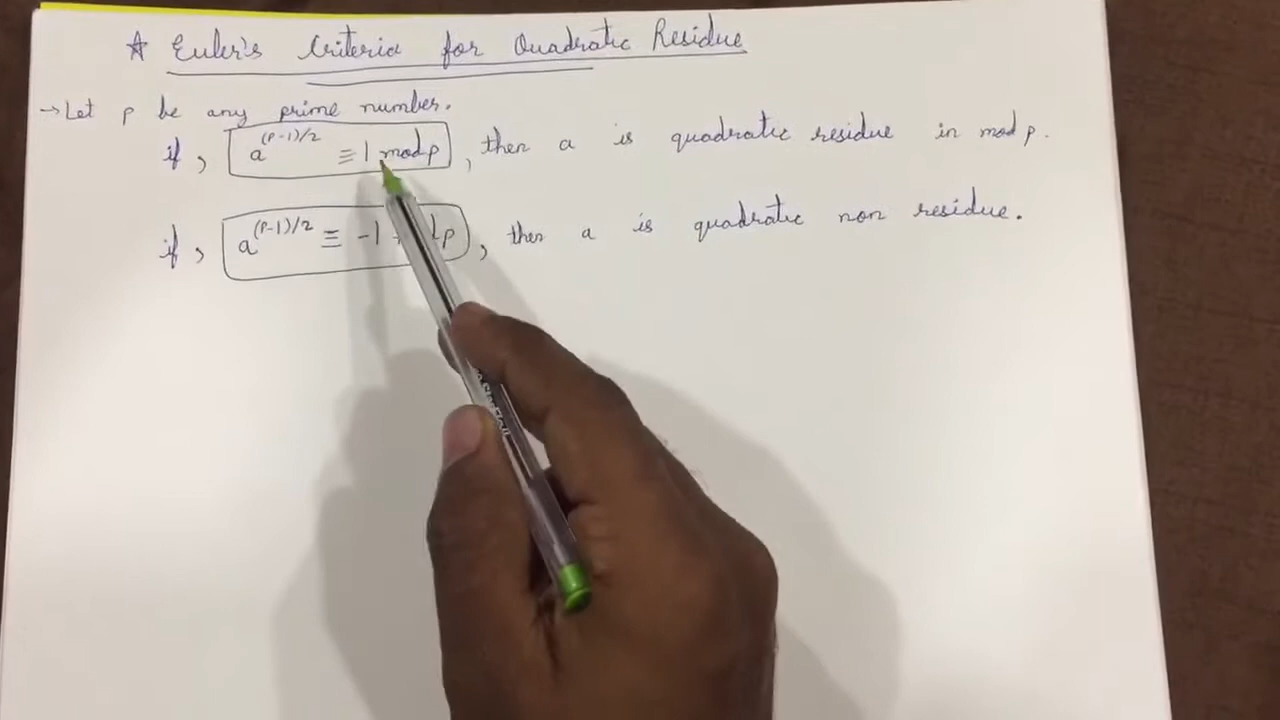 ☆ Euler's Criteria for Quadratic Residue
→ Let p be any prime number.
if, a^(P-1)/2 ≡ 1 mod p, then a is quadratic residue in mod p.
if, a^(P-1)/2 ≡ -1 p, then a is quadratic non residue.